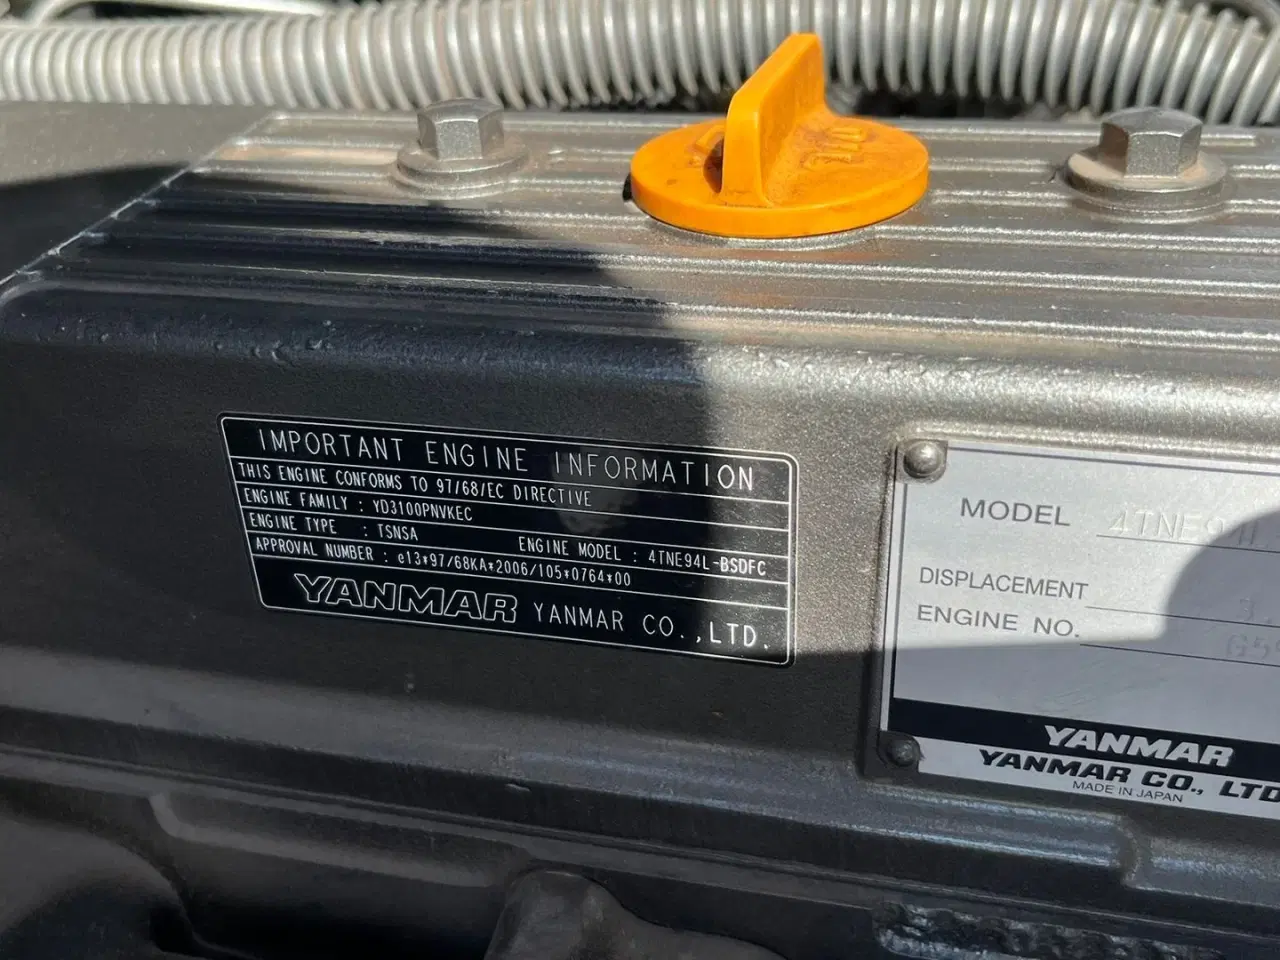 IMPORTANT ENGINE INFORMATION
THIS ENGINE CONFORMS TO 97/68/EC DIRECTIVE
ENGINE FAMILY : YD3100PNVKEC
ENGINE TYPE : TSNSA
ENGINE MODEL : 4TNE94L-BSDFC
APPROVAL NUMBER : e13*97/68KA*2006/105*0764*00
YANMAR YANMAR CO.,LTD.
MODEL
DISPLACEMENT 3.
ENGINE NO.
YANMAR
YANMAR CO., LTD
MADE IN JAPAN